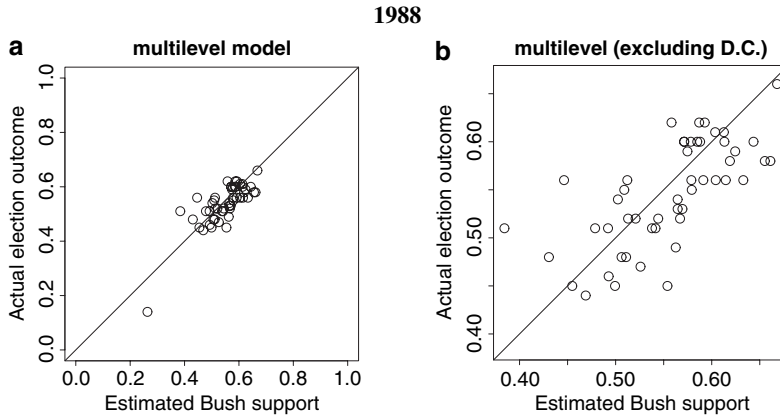 1988
a
multilevel model
Actual election outcome
1.0
0.8
0.6
0.4
0.2
0.0
0.0 0.2 0.4 0.6 0.8 1.0
Estimated Bush support
b
multilevel (excluding D.C.)
Actual election outcome
0.60
0.50
0.40
0.40 0.50 0.60
Estimated Bush support